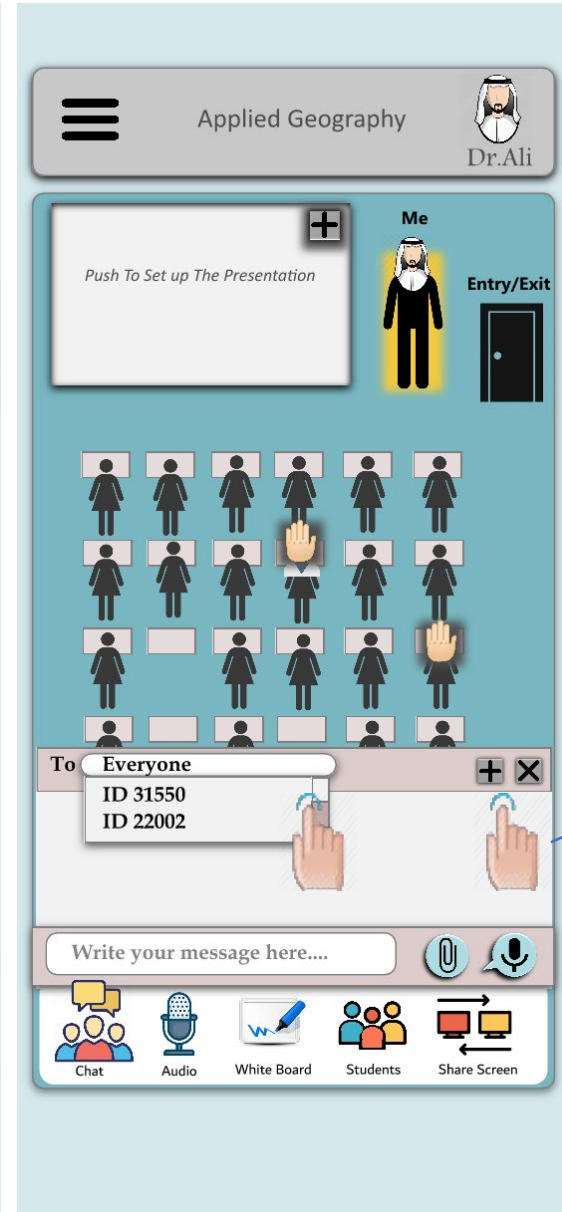 Applied Geography
Dr.Ali
Me
Push To Set up The Presentation
Entry/Exit
To Everyone
ID 31550
ID 22002
Write your message here....
Chat Audio White Board Students Share Screen